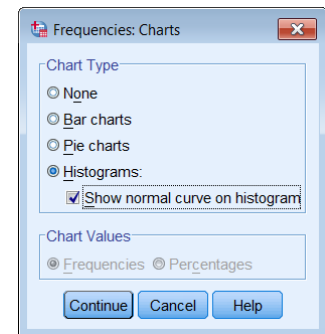 Frequencies: Charts
Chart Type
None
Bar charts
Pie charts
Histograms:
Show normal curve on histogram
Chart Values
Frequencies Percentages
Continue Cancel Help